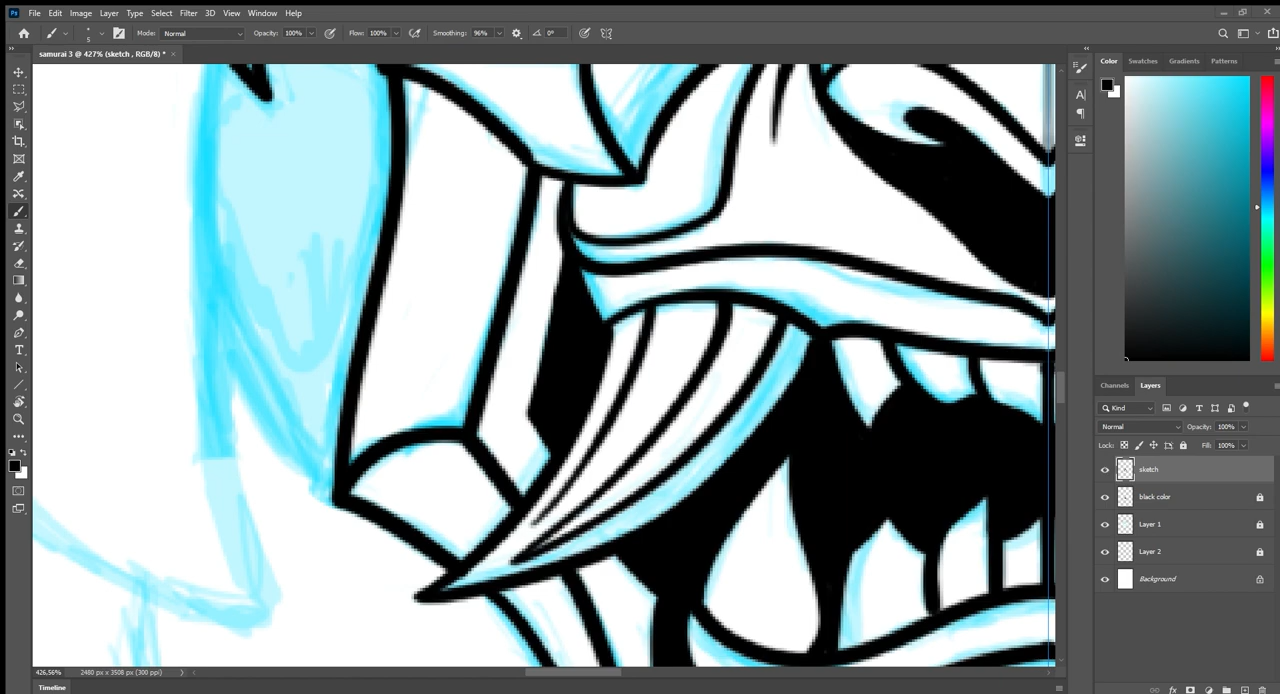 Ps File Edit Image Layer Type Select Filter 3D View Window Help
5 Mode: Normal Opacity: 100% Flow: 100% Smoothing: 96% 0°
samurai 3 @ 427% (sketch , RGB/8) * ×
Color Swatches Gradients Patterns
Channels Layers
Kind
Normal Opacity: 100%
Lock: Fill: 100%
sketch
black color
Layer 1
Layer 2
Background
426,56% 2480 px x 3508 px (300 ppi)
Timeline